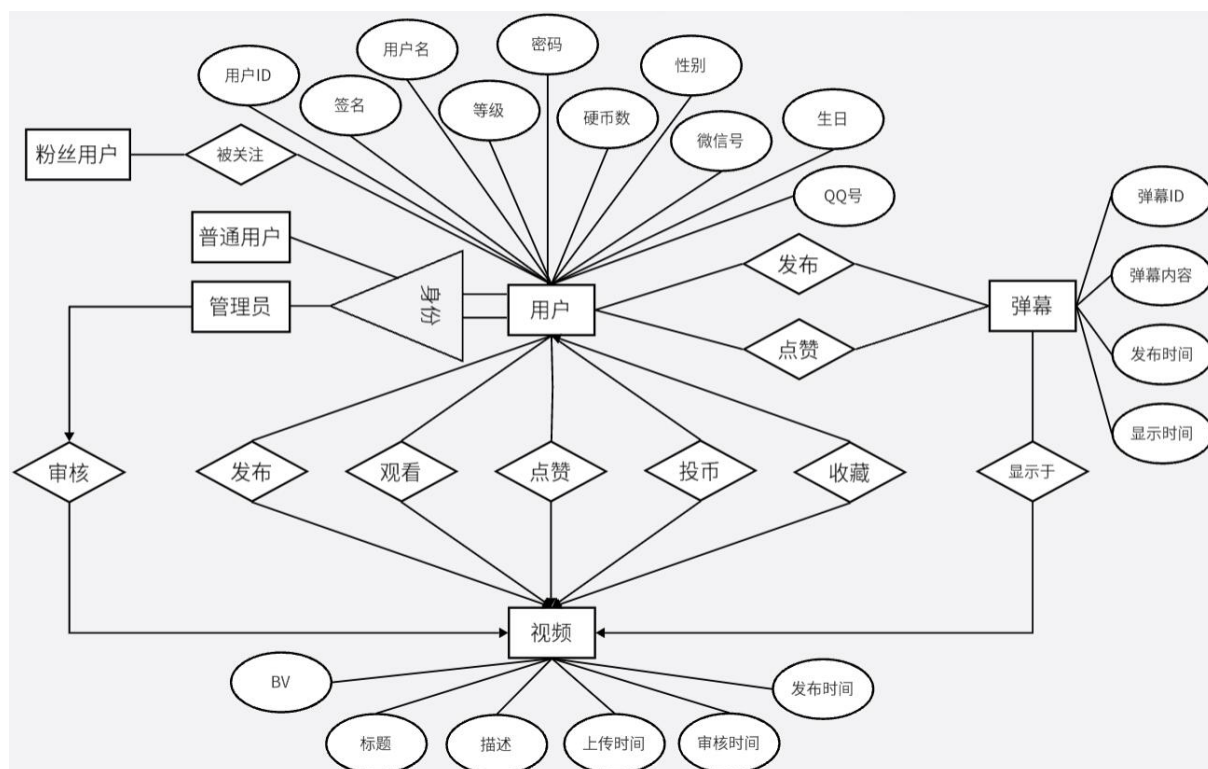 用户ID
用户名
密码
性别
签名
等级
硬币数
微信号
生日
QQ号
粉丝用户
被关注
普通用户
管理员
身份
用户
发布
点赞
弹幕
弹幕ID
弹幕内容
发布时间
显示时间
审核
发布
观看
点赞
投币
收藏
显示于
视频
BV
标题
描述
上传时间
审核时间
发布时间